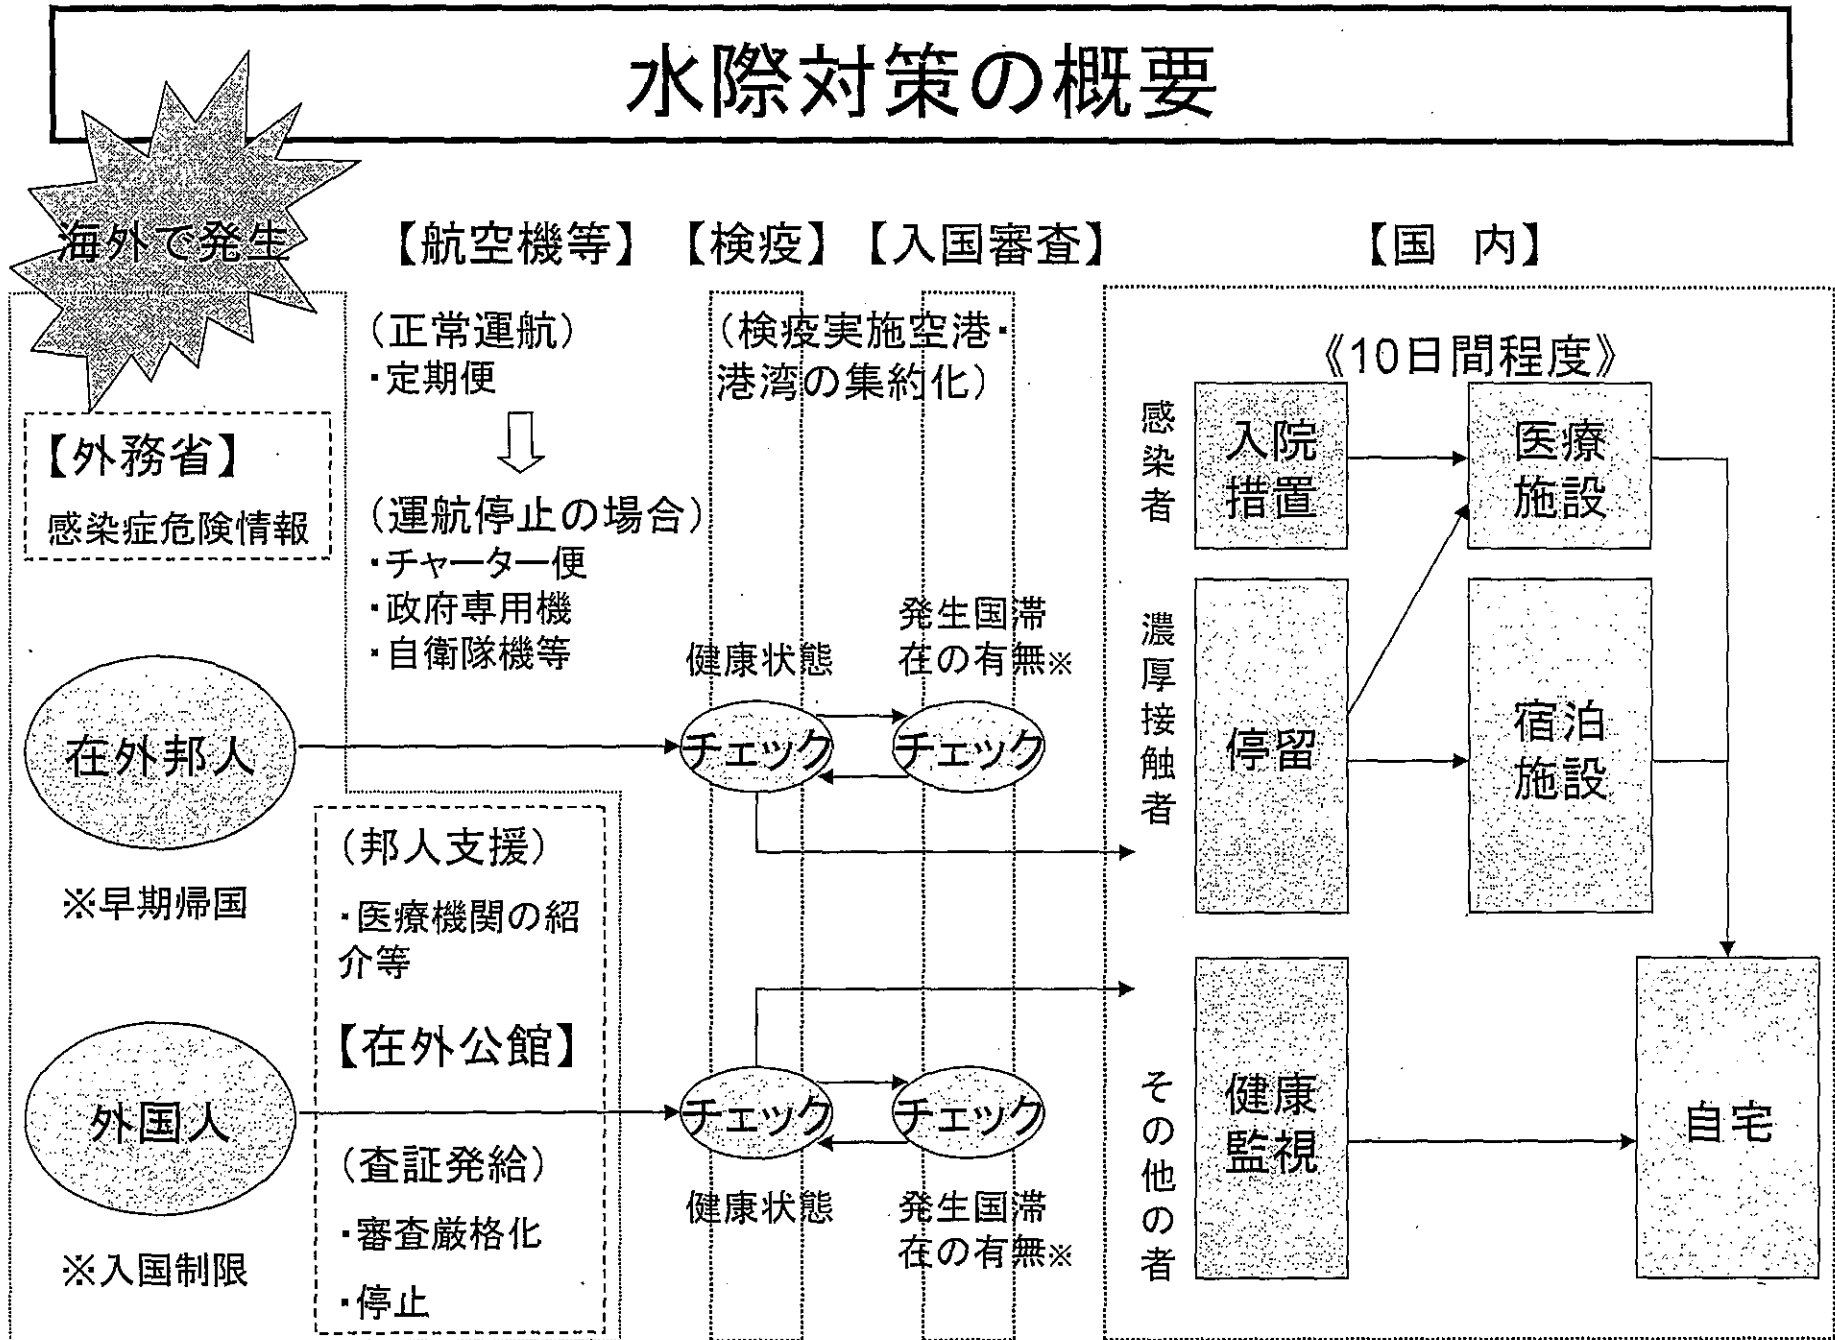 水際対策の概要
海外で発生
【航空機等】
【検疫】
【入国審査】
【国 内】
【外務省】
感染症危険情報
在外邦人
※早期帰国
外国人
※入国制限
(邦人支援)
・医療機関の紹
介等
【在外公館】
(査証発給)
・審査厳格化
・停止
(正常運航)
・定期便
(運航停止の場合)
・チャーター便
・政府専用機
・自衛隊機等
(検疫実施空港・
港湾の集約化)
健康状態
チェック
発生国滞
在の有無※
チェック
チェック
健康状態
チェック
発生国滞
在の有無※
《10日間程度》
感染者
入院
措置
医療
施設
濃厚接触者
停留
宿泊
施設
その他の者
健康
監視
自宅